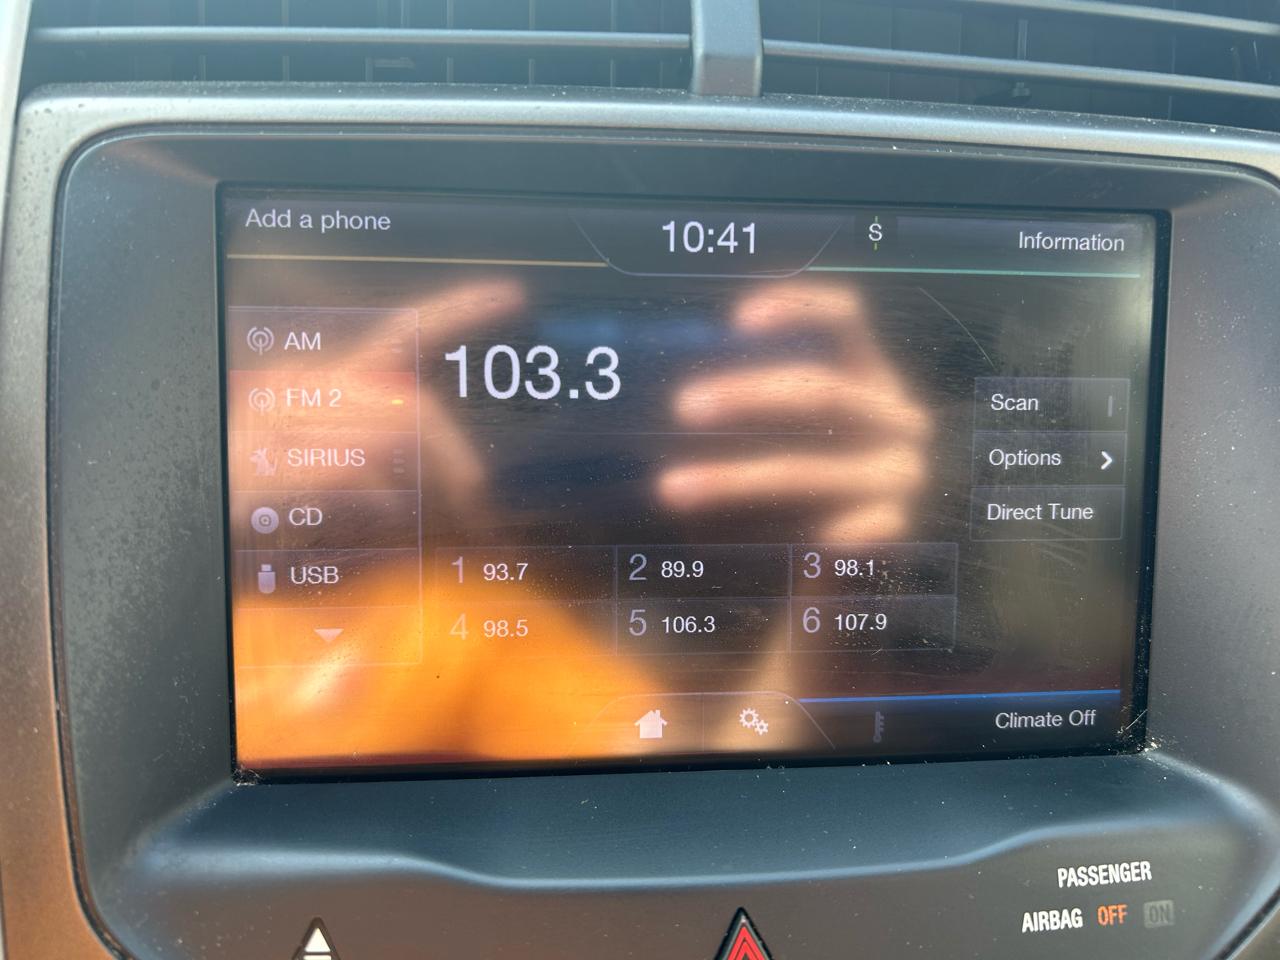 Add a phone
10:41
S
Information
AM
FM 2
SIRIUS
CD
USB
103.3
Scan
Options
Direct Tune
1 93.7
2 89.9
3 98.1
4 98.5
5 106.3
6 107.9
Climate Off
PASSENGER
AIRBAG OFF ON